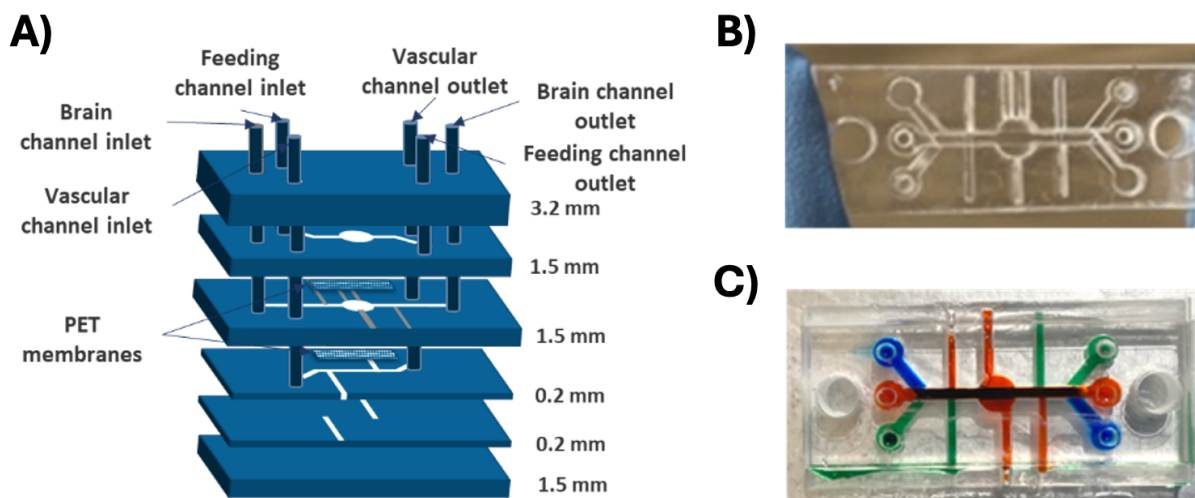 A)
Feeding
channel inlet
Vascular
channel outlet
Brain
channel inlet
Brain channel
outlet
Feeding channel
outlet
Vascular
channel inlet
3.2 mm
1.5 mm
PET
membranes
1.5 mm
0.2 mm
0.2 mm
1.5 mm
B)
C)